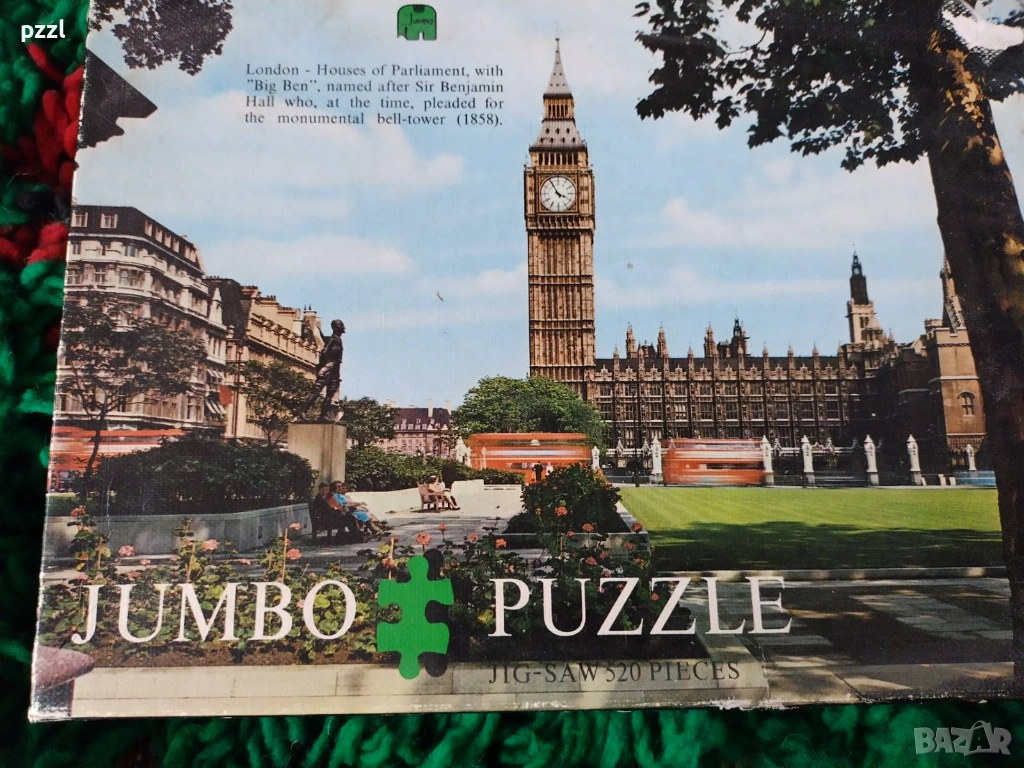 pzzl
Jumbo
London - Houses of Parliament, with
"Big Ben", named after Sir Benjamin
Hall who, at the time, pleaded for
the monumental bell-tower (1858).
JUMBO PUZZLE
JIG-SAW 520 PIECES
BAZAR